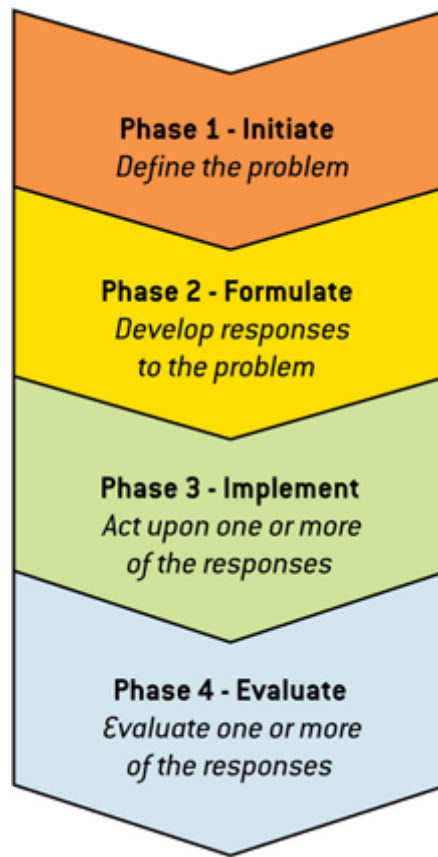 Phase 1 - Initiate
Define the problem
Phase 2 - Formulate
Develop responses
to the problem
Phase 3 - Implement
Act upon one or more
of the responses
Phase 4 - Evaluate
Evaluate one or more
of the responses